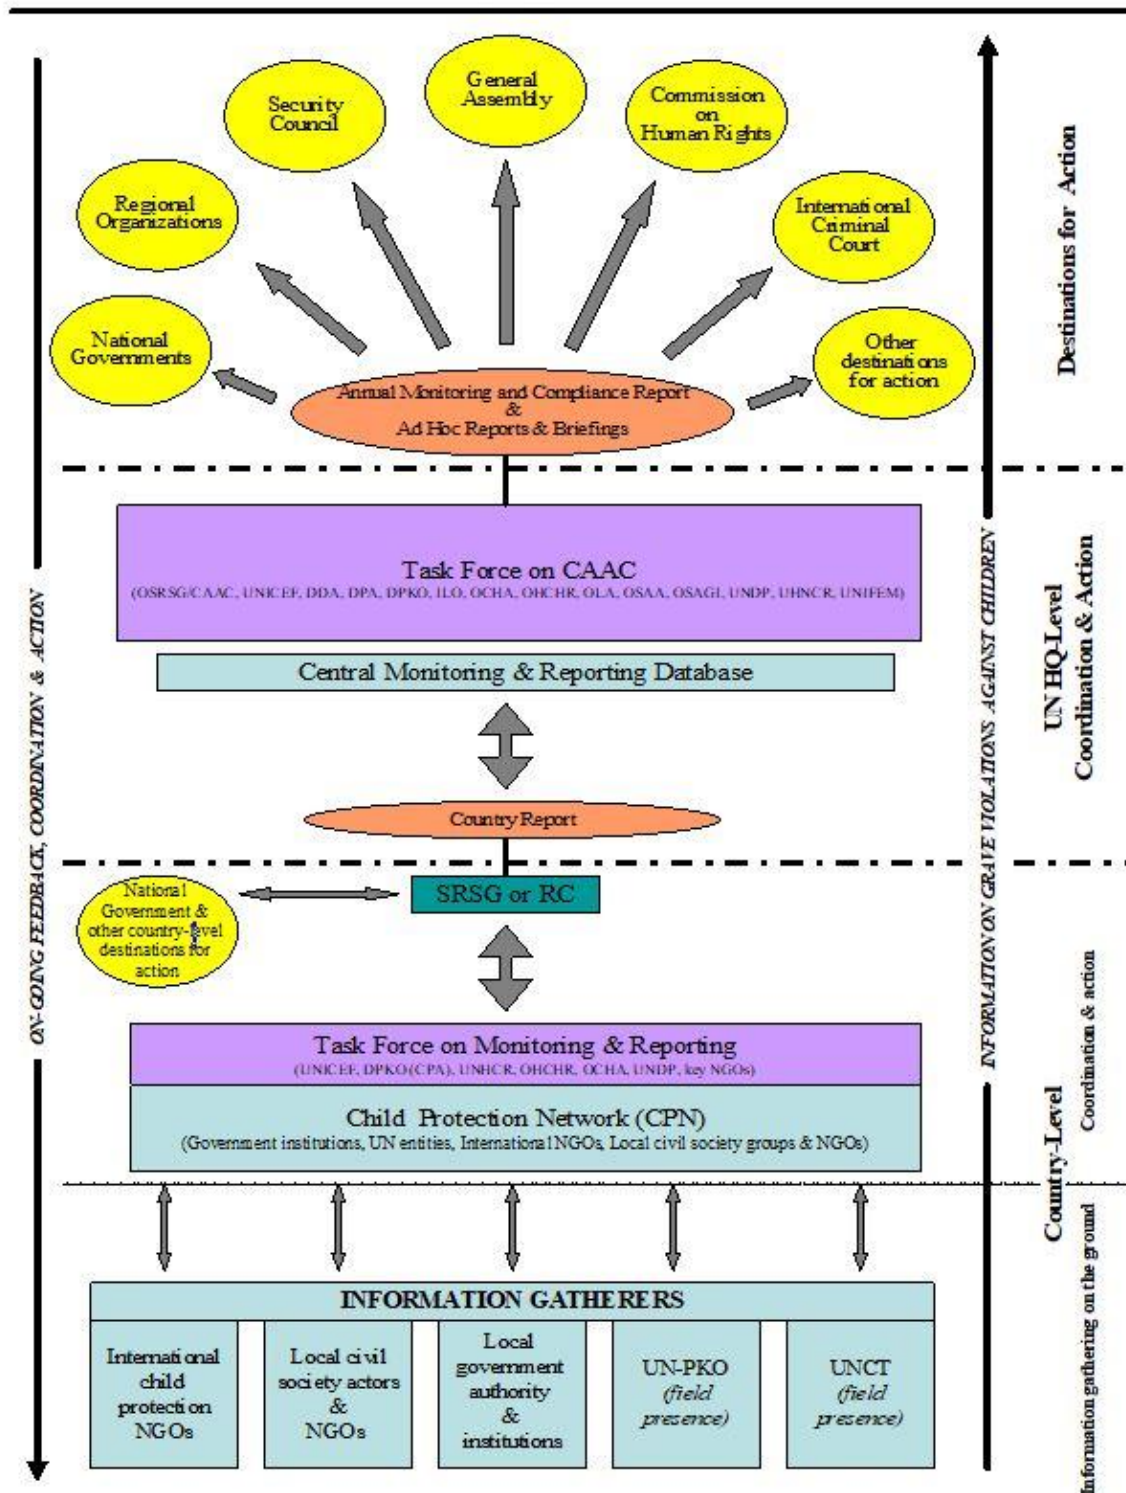 General
Assembly
Security
Council
Commission
on
Human Rights
Regional
Organizations
International
Criminal
Court
National
Governments
Other
destinations
for action
Annual Monitoring and Compliance Report
&
Ad Hoc Reports & Briefings
Destinations for Action
Task Force on CAAC
(OSRSG/CAAC, UNICEF, DDA, DPA, DPKO, ILO, OCHA, OHCHR, OLA, OSAA, OSAGI, UNDP, UHNCR, UNIFEM)
Central Monitoring & Reporting Database
Country Report
UN HQ-Level
Coordination & Action
ON-GOING FEEDBACK, COORDINATION & ACTION
INFORMATION ON GRAVE VIOLATIONS AGAINST CHILDREN
SRSG or RC
National
Government &
other country-level
destinations for
action
Task Force on Monitoring & Reporting
(UNICEF, DPKO (CPA), UNHCR, OHCHR, OCHA, UNDP, key NGOs)
Child Protection Network (CPN)
(Government institutions, UN entities, International NGOs, Local civil society groups & NGOs)
Country-Level
Coordination & action
Information gathering on the ground
INFORMATION GATHERERS
International
child
protection
NGOs
Local civil
society actors
&
NGOs
Local
government
authority
&
institutions
UN-PKO
(field
presence)
UNCT
(field
presence)